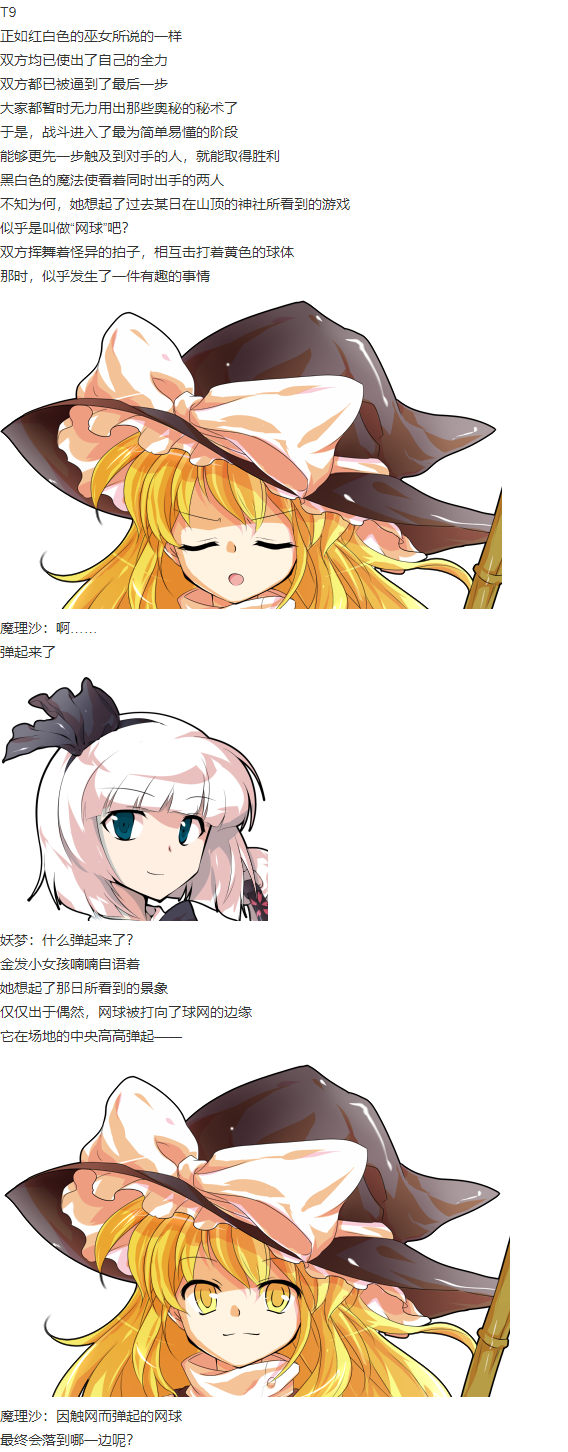 T9
正如红白色的巫女所说的一样
双方均已使出了自己的全力
双方都已被逼到了最后一步
大家都暂时无力用出那些奥秘的秘术了
于是，战斗进入了最为简单易懂的阶段
能够更先一步触及到对手的人，就能取得胜利
黑白色的魔法使看着同时出手的两人
不知为何，她想起了过去某日在山顶的神社所看到的游戏
似乎是叫做“网球”吧？
双方挥舞着怪异的拍子，相互击打着黄色的球体
那时，似乎发生了一件有趣的事情
魔理沙：啊……
弹起来了
妖梦：什么弹起来了？
金发小女孩喃喃自语着
她想起了那日所看到的景象
仅仅出于偶然，网球被打向了球网的边缘
它在场地的中央高高弹起——
魔理沙：因触网而弹起的网球
最终会落到哪一边呢？